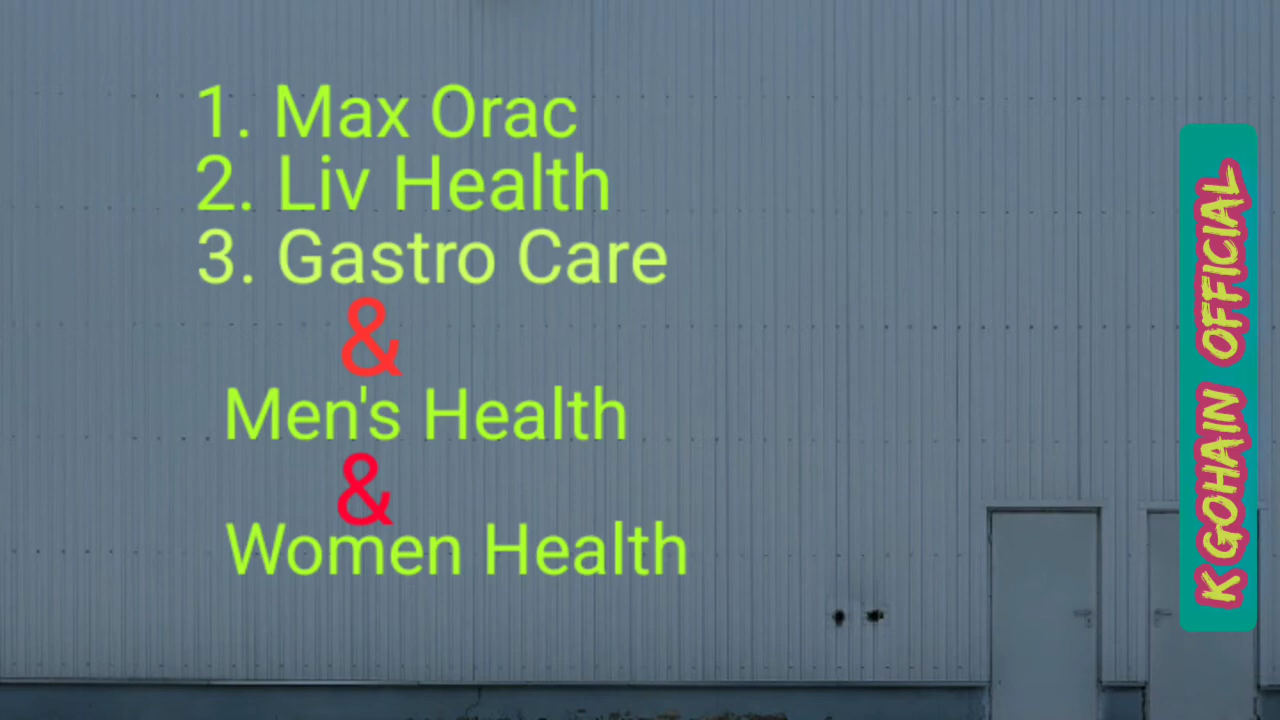 1. Max Orac
2. Liv Health
3. Gastro Care
&
Men's Health
&
Women Health
K GOHAIN OFFICIAL